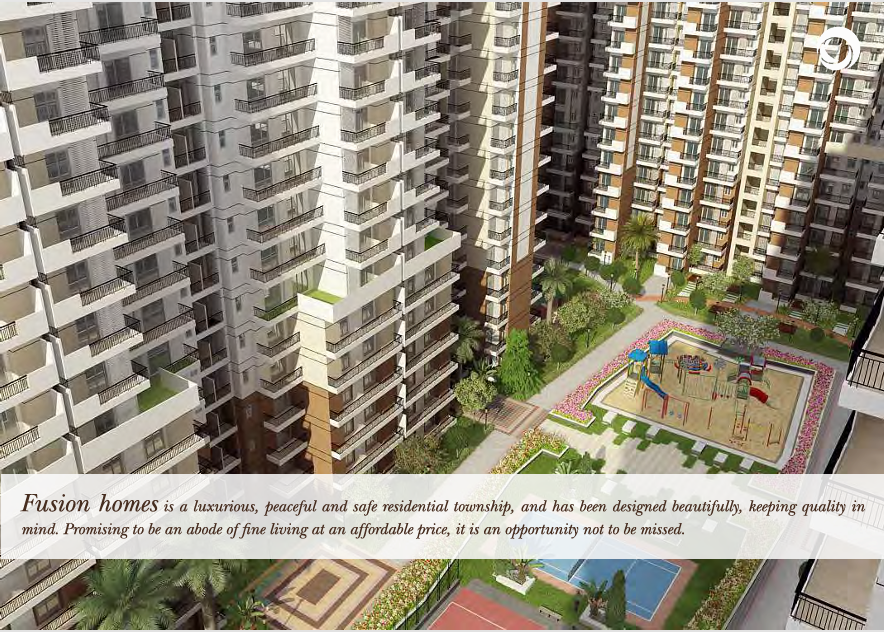 Fusion homes is a luxurious, peaceful and safe residential township, and has been designed beautifully, keeping quality in
mind. Promising to be an abode of fine living at an affordable price, it is an opportunity not to be missed.